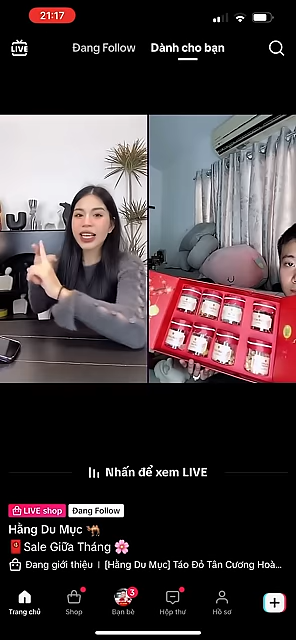 21:17
LIVE
Đang Follow
Dành cho bạn
Nhấn để xem LIVE
LIVE shop
Đang Follow
Hằng Du Mục 🐫
🧧Sale Giữa Tháng 🌸
Đang giới thiệu | [Hằng Du Mục] Táo Đỏ Tân Cương Hoà...
3
Trang chủ
Shop
Bạn bè
Hộp thư
Hồ sơ